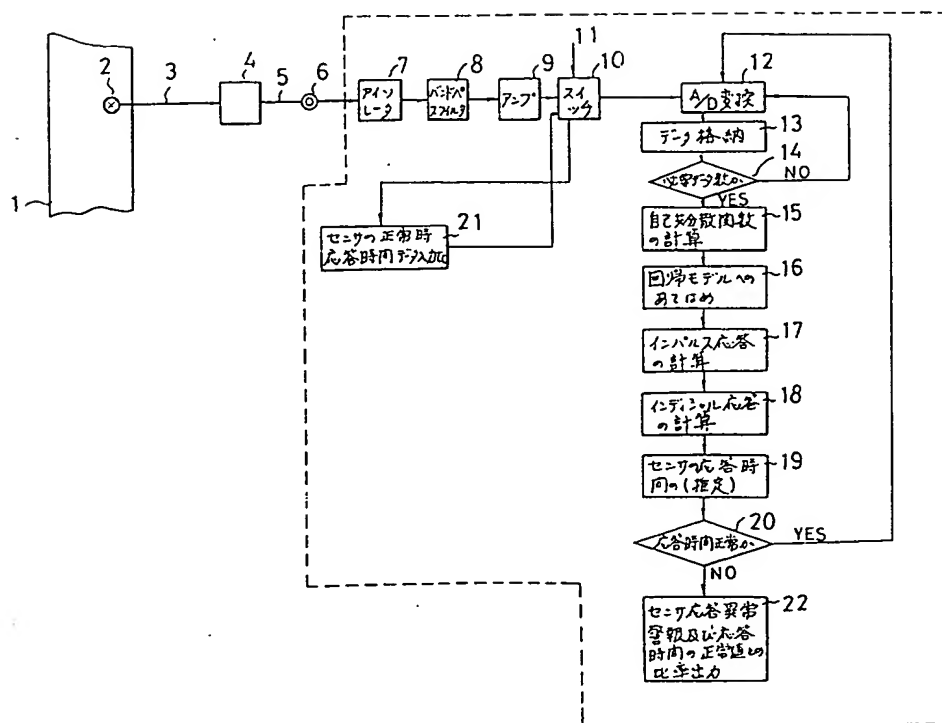 11
2
3
4
5
6
7
8
9
10
12
アイソ
レータ
バンドパ
スフィルタ
アンプ
スイ
ッチ
A/D変換
13
データ格納
14
必要データ数か
NO
YES
1
21
センサの正常時
応答時間データ入力
15
自己共分散関数
の計算
16
回帰モデルへの
あてはめ
17
インパルス応答
の計算
18
インディシャル応答
の計算
19
センサの応答時
間の(推定)
20
応答時間正常か
YES
NO
22
センサ応答異常
警報及び応答
時間の正常値との
比率出力